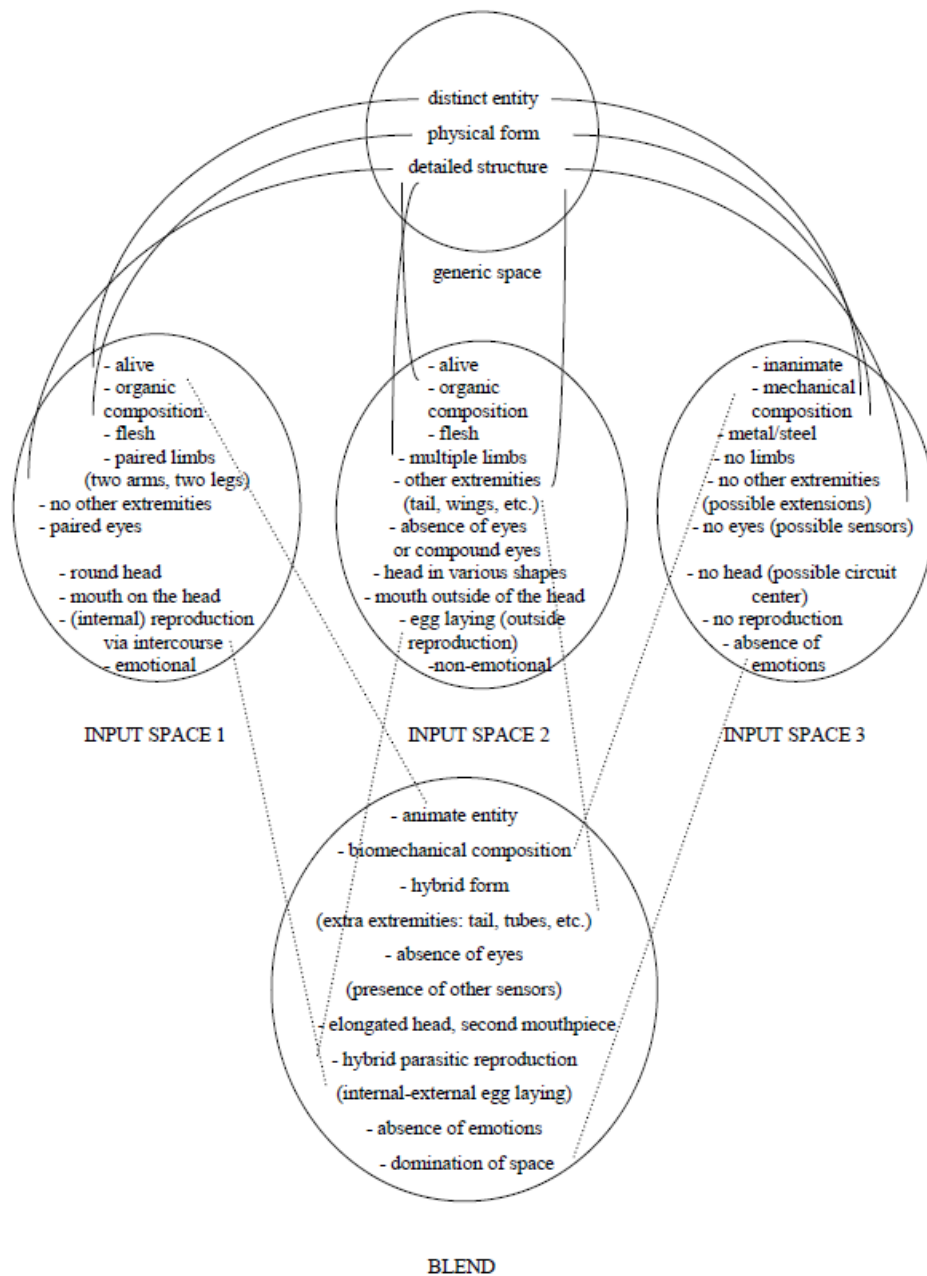 distinct entity
physical form
detailed structure
generic space
- alive
- organic
composition
- flesh
- paired limbs
(two arms, two legs)
- no other extremities
- paired eyes
- round head
- mouth on the head
- (internal) reproduction
via intercourse
- emotional
INPUT SPACE 1
- alive
- organic
composition
- flesh
- multiple limbs
- other extremities
(tail, wings, etc.)
- absence of eyes
or compound eyes
- head in various shapes
- mouth outside of the head
- egg laying (outside
reproduction)
-non-emotional
INPUT SPACE 2
- inanimate
- mechanical
composition
- metal/steel
- no limbs
- no other extremities
(possible extensions)
- no eyes (possible sensors)
- no head (possible circuit
center)
- no reproduction
- absence of
emotions
INPUT SPACE 3
- animate entity
- biomechanical composition
- hybrid form
(extra extremities: tail, tubes, etc.)
- absence of eyes
(presence of other sensors)
- elongated head, second mouthpiece
- hybrid parasitic reproduction
(internal-external egg laying)
- absence of emotions
- domination of space
BLEND